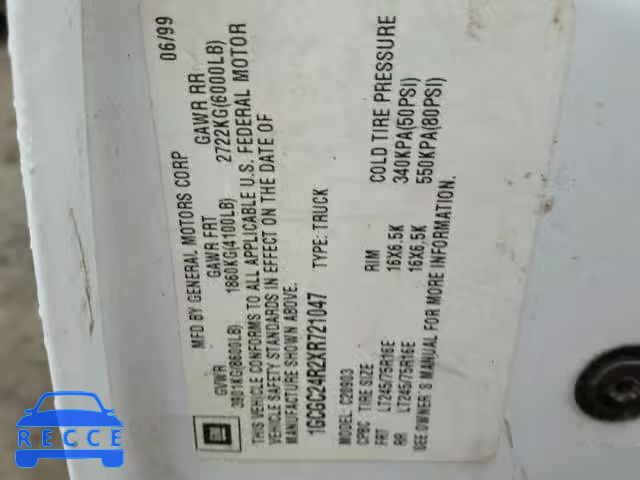 MFD BY GENERAL MOTORS CORP 06/99
GVWR GAWR FRT GAWR RR
3901KG(8600LB) 1860KG(4100LB) 2722KG(6000LB)
THIS VEHICLE CONFORMS TO ALL APPLICABLE U.S. FEDERAL MOTOR
VEHICLE SAFETY STANDARDS IN EFFECT ON THE DATE OF
MANUFACTURE SHOWN ABOVE.
1GCGC24R2XR721047 TYPE: TRUCK
GM
C20903
CPBC TIRE SIZE RIM COLD TIRE PRESSURE
FRT LT245/75R16E 16X6.5K 340KPA(50PSI)
RR LT245/75R16E 16X6.5K 550KPA(80PSI)
SEE OWNER'S MANUAL FOR MORE INFORMATION.